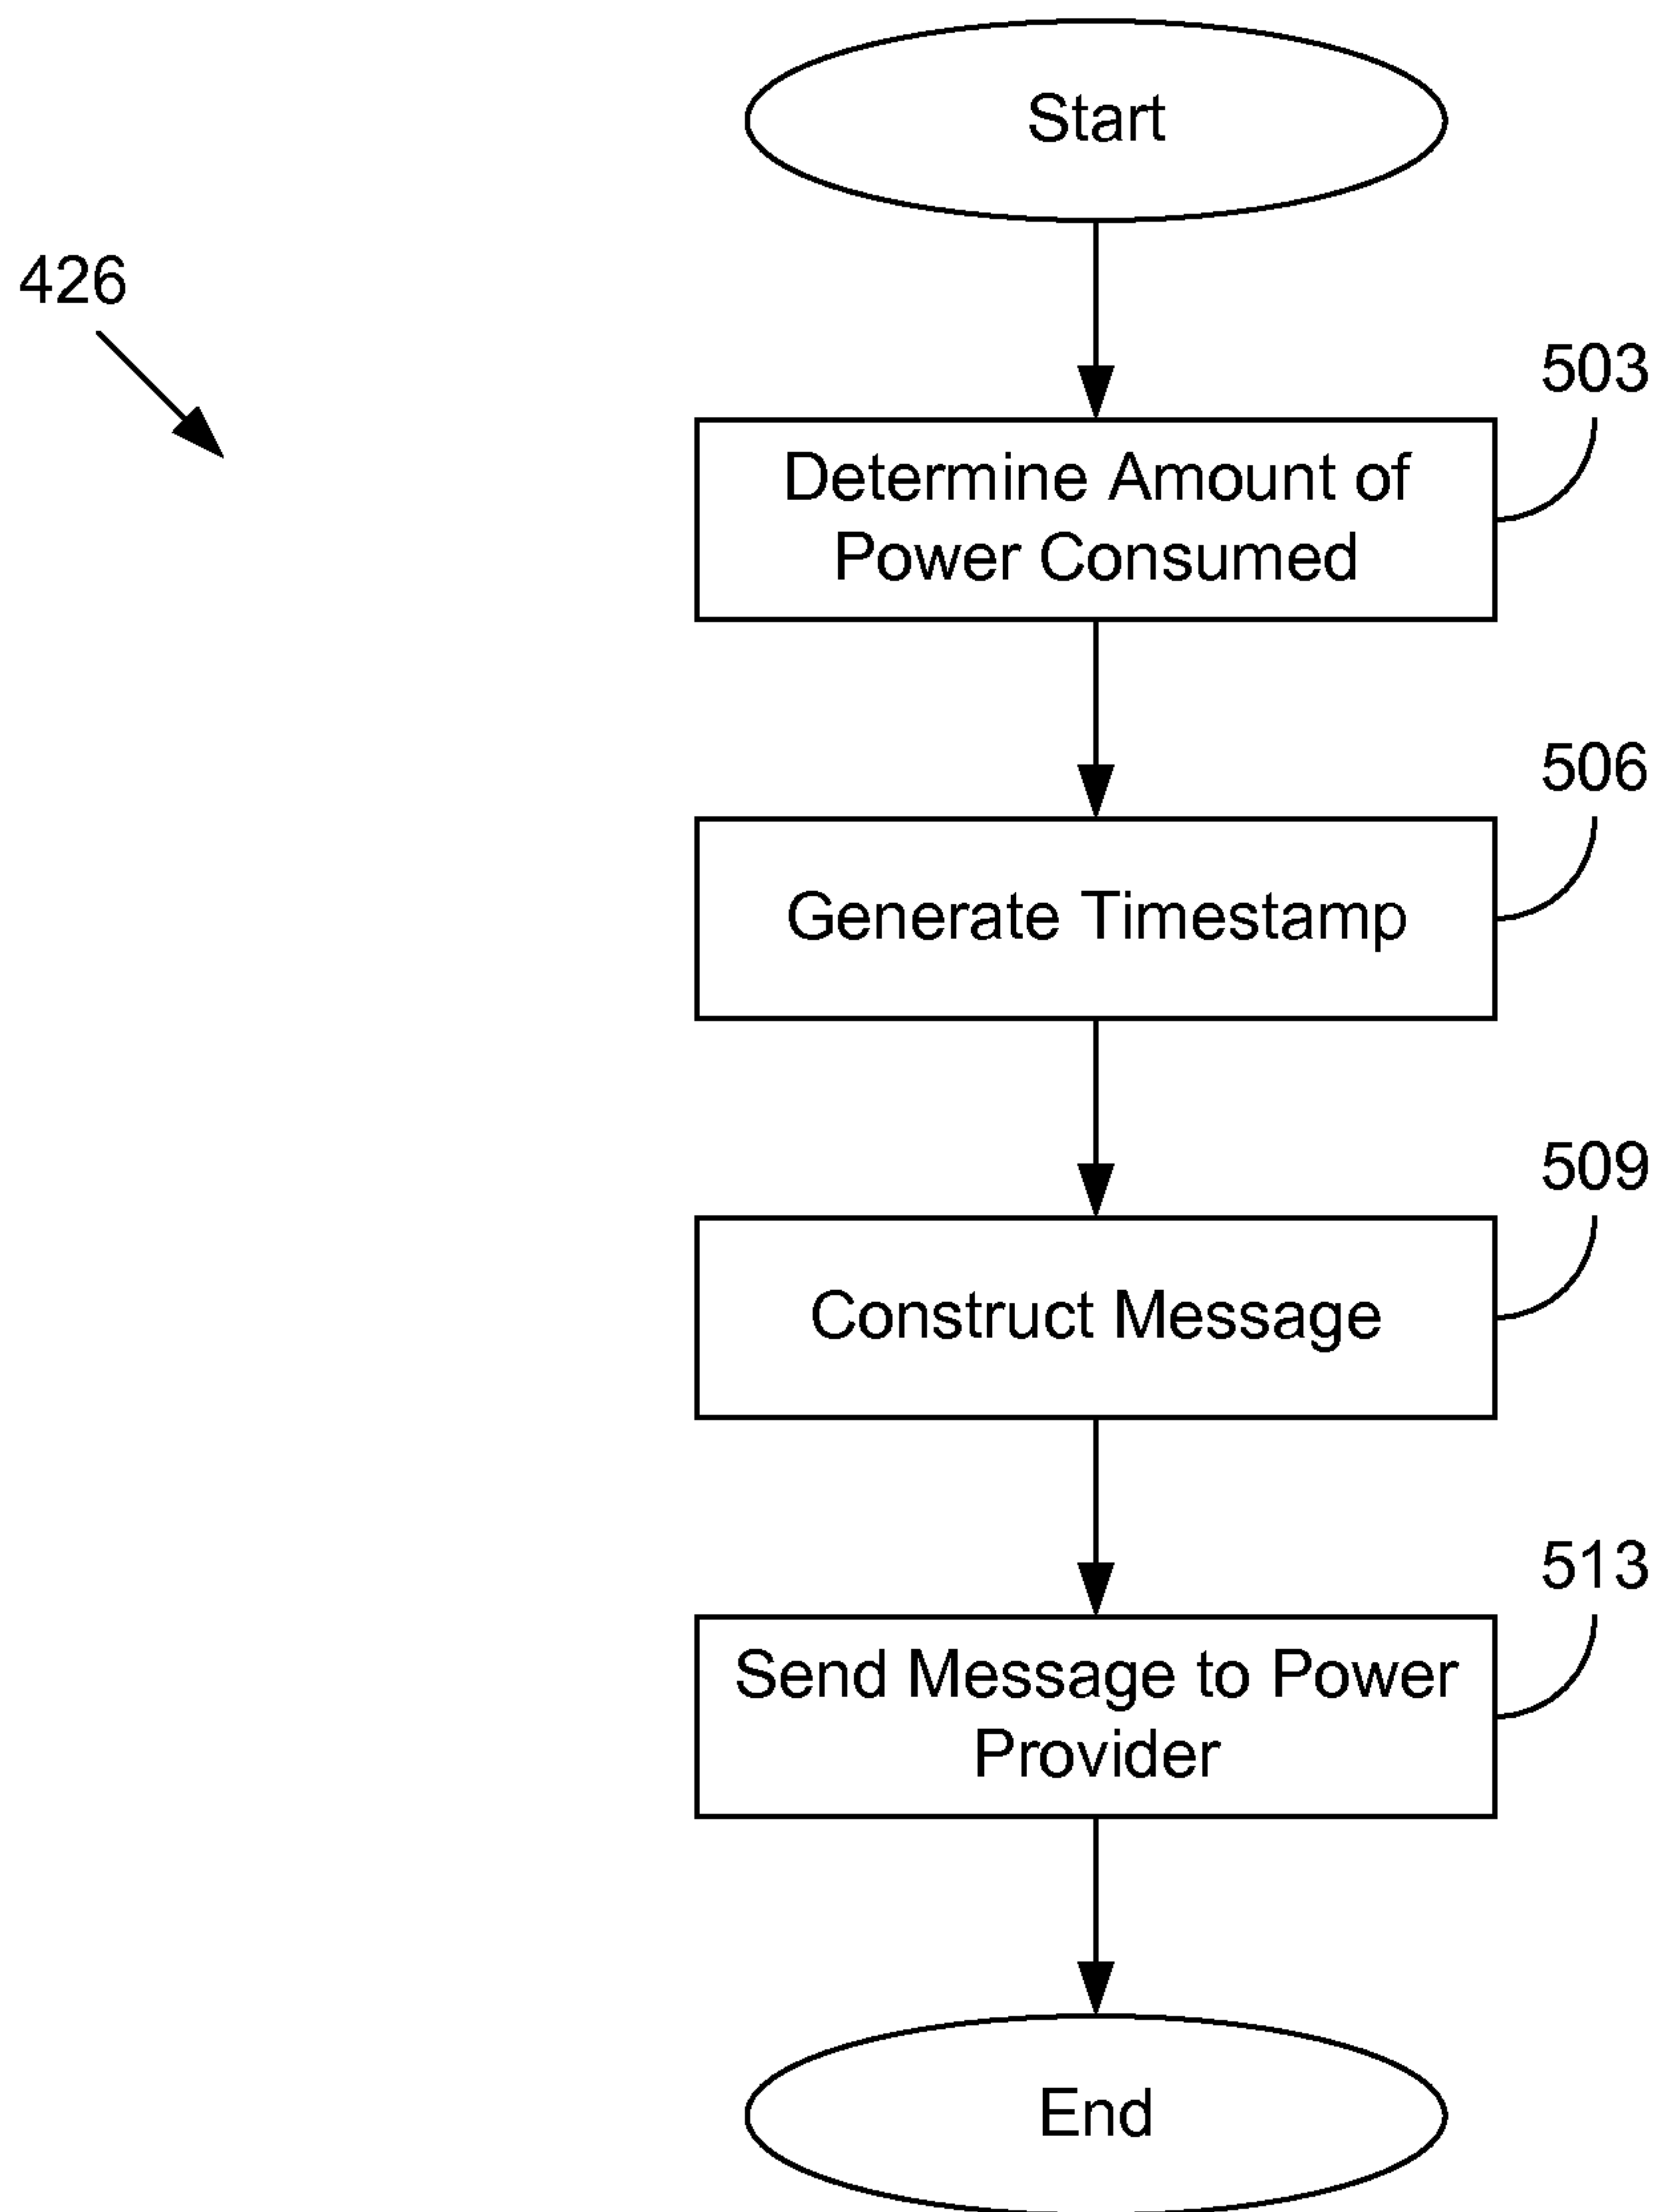 Start
426
503
Determine Amount of
Power Consumed
506
Generate Timestamp
509
Construct Message
513
Send Message to Power
Provider
End